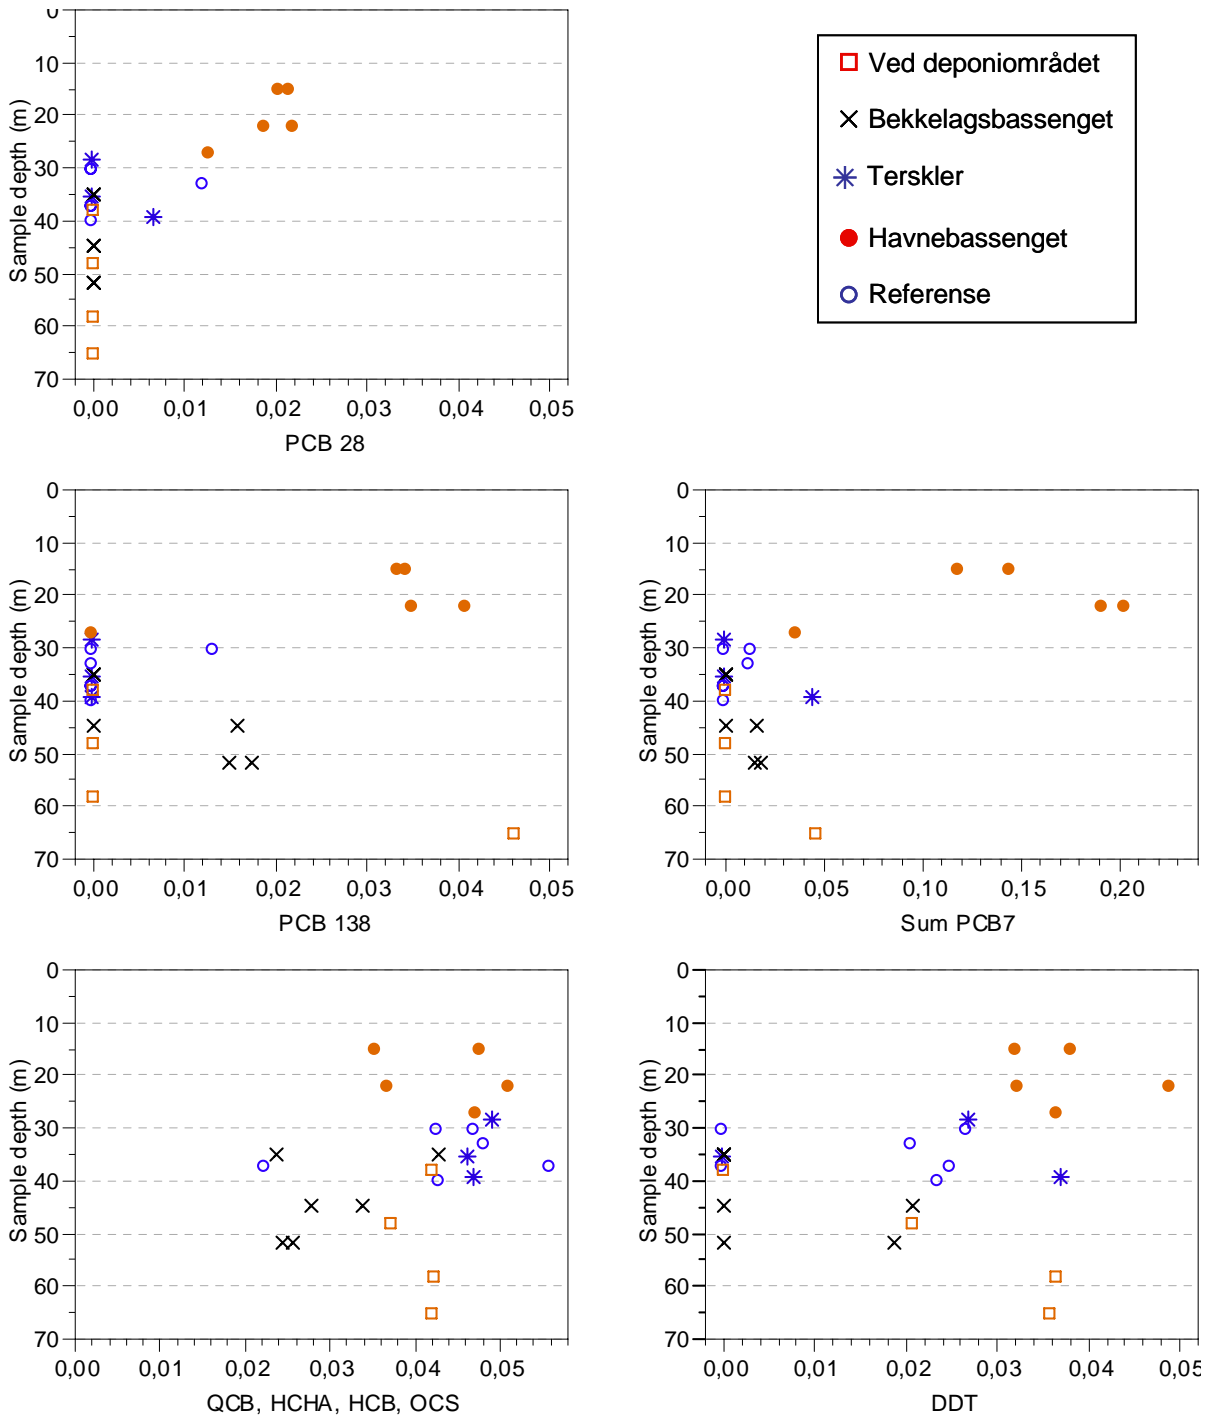 0
10
20
30
40
50
60
70
Sample depth (m)
0,00 0,01 0,02 0,03 0,04 0,05
PCB 28
Ved deponiområdet
Bekkelagsbassenget
Terskler
Havnebassenget
Referense
0
10
20
30
40
50
60
70
Sample depth (m)
0,00 0,01 0,02 0,03 0,04 0,05
PCB 138
0
10
20
30
40
50
60
70
Sample depth (m)
0,00 0,05 0,10 0,15 0,20
Sum PCB7
0
10
20
30
40
50
60
70
Sample depth (m)
0,00 0,01 0,02 0,03 0,04 0,05
QCB, HCHA, HCB, OCS
0
10
20
30
40
50
60
70
Sample depth (m)
0,00 0,01 0,02 0,03 0,04 0,05
DDT